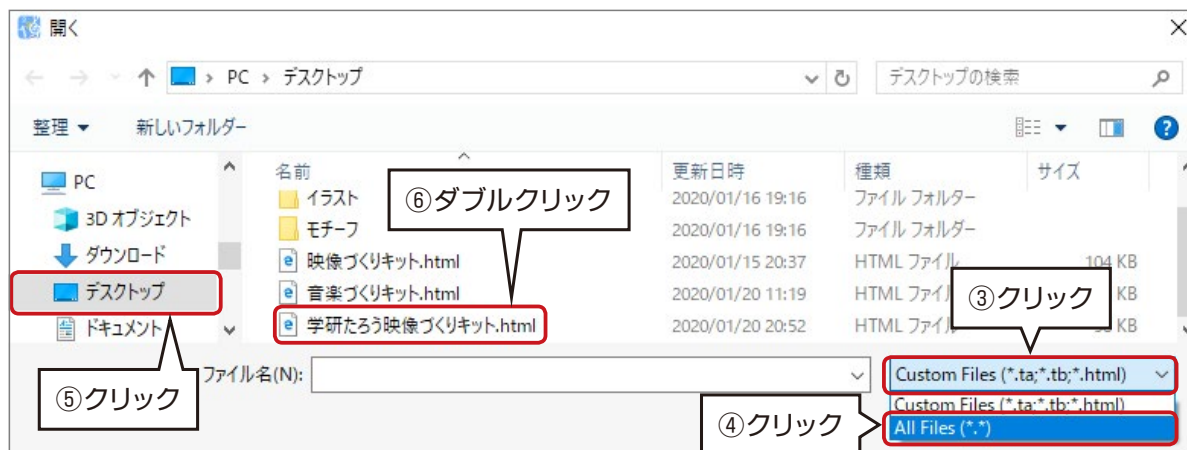 開く
PC > デスクトップ
デスクトップの検索
整理
新しいフォルダー
名前
更新日時
種類
サイズ
PC
3D オブジェクト
ダウンロード
デスクトップ
ドキュメント
イラスト 2020/01/16 19:16 ファイル フォルダー
モチーフ 2020/01/16 19:16 ファイル フォルダー
映像づくりキット.html 2020/01/15 20:37 HTML ファイル 104 KB
音楽づくりキット.html 2020/01/20 11:19 HTML ファイル KB
学研たろう映像づくりキット.html 2020/01/20 20:52 HTML ファイル KB
⑥ダブルクリック
③クリック
⑤クリック
ファイル名(N):
Custom Files (*.ta;*.tb;*.html)
Custom Files (*.ta;*.tb;*.html)
④クリック
All Files (*.*)